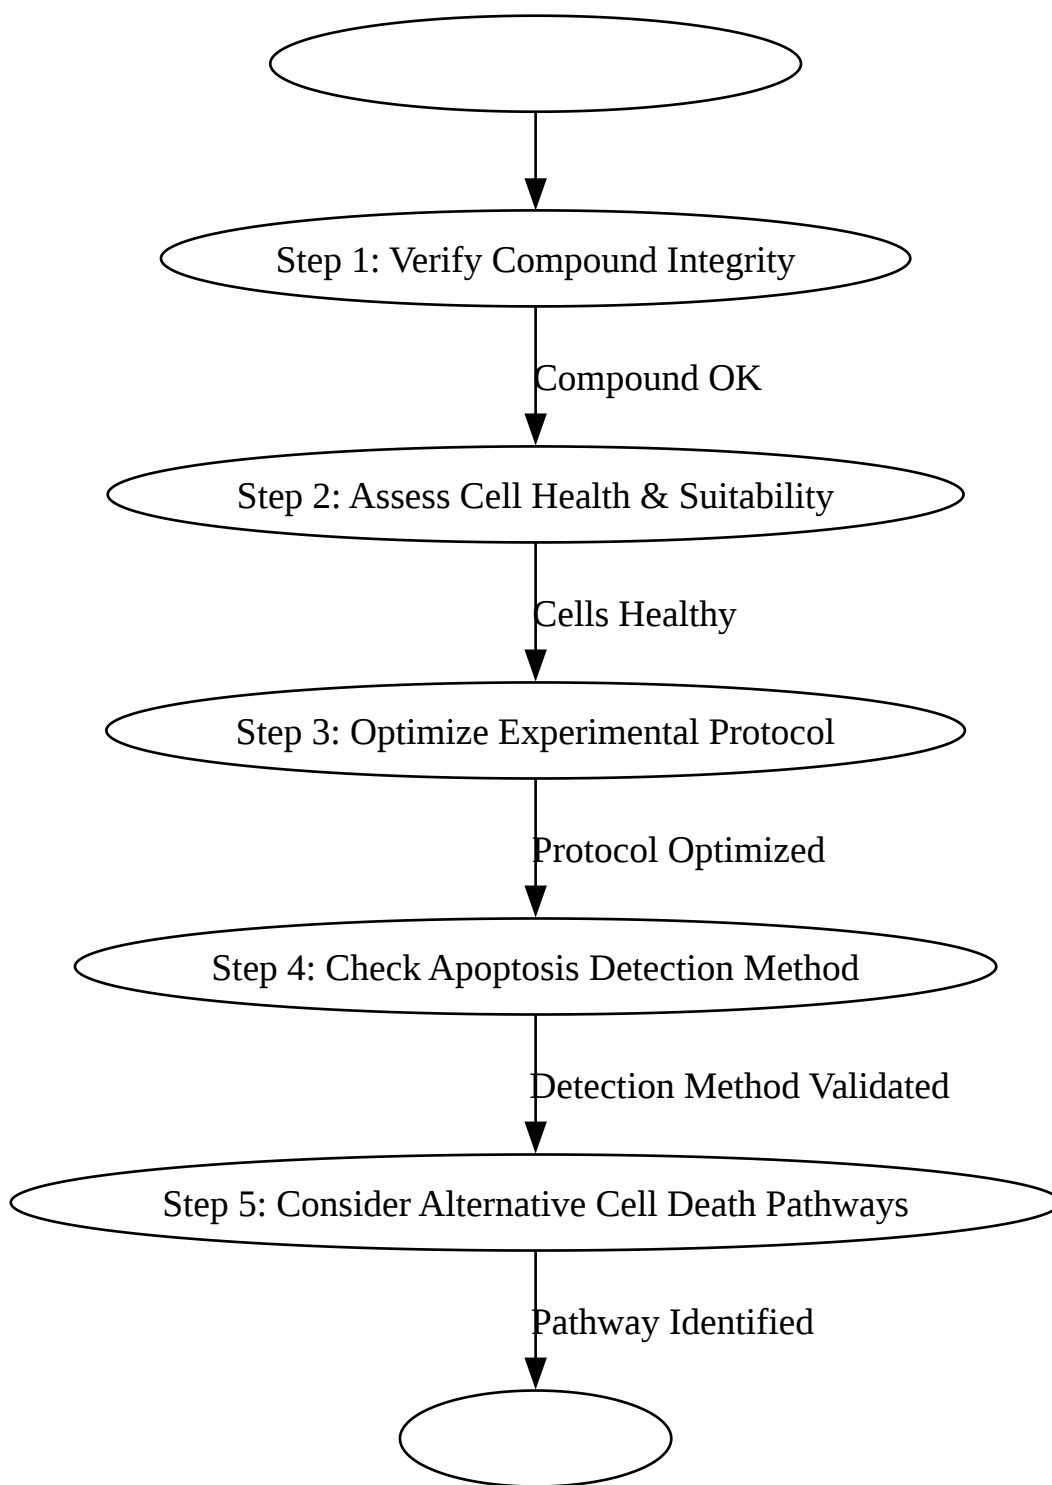 Step 1: Verify Compound Integrity
Compound OK
Step 2: Assess Cell Health & Suitability
Cells Healthy
Step 3: Optimize Experimental Protocol
Protocol Optimized
Step 4: Check Apoptosis Detection Method
Detection Method Validated
Step 5: Consider Alternative Cell Death Pathways
Pathway Identified